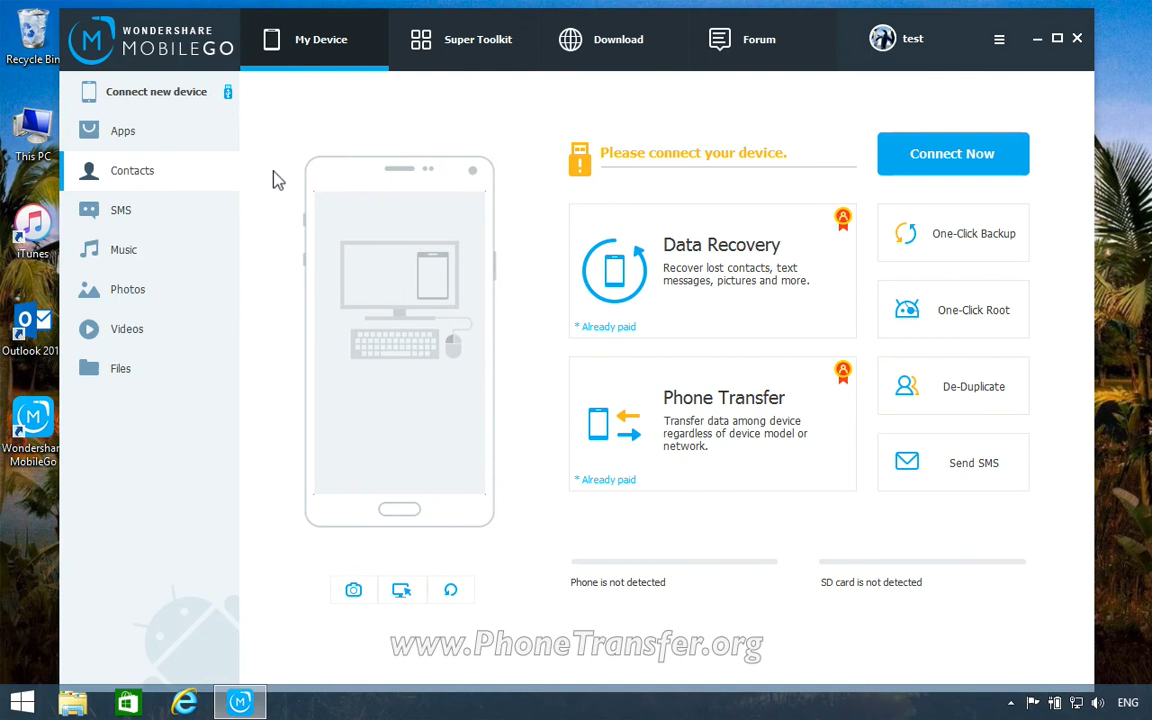 Recycle Bin
This PC
iTunes
Outlook 201
Wondershar
MobileGo
WONDERSHARE
MOBILEGO
My Device
Super Toolkit
Download
Forum
test
Connect new device
Apps
Contacts
SMS
Music
Photos
Videos
Files
Please connect your device.
Connect Now
Data Recovery
Recover lost contacts, text
messages, pictures and more.
* Already paid
Phone Transfer
Transfer data among device
regardless of device model or
network.
* Already paid
One-Click Backup
One-Click Root
De-Duplicate
Send SMS
Phone is not detected
SD card is not detected
www.PhoneTransfer.org
ENG